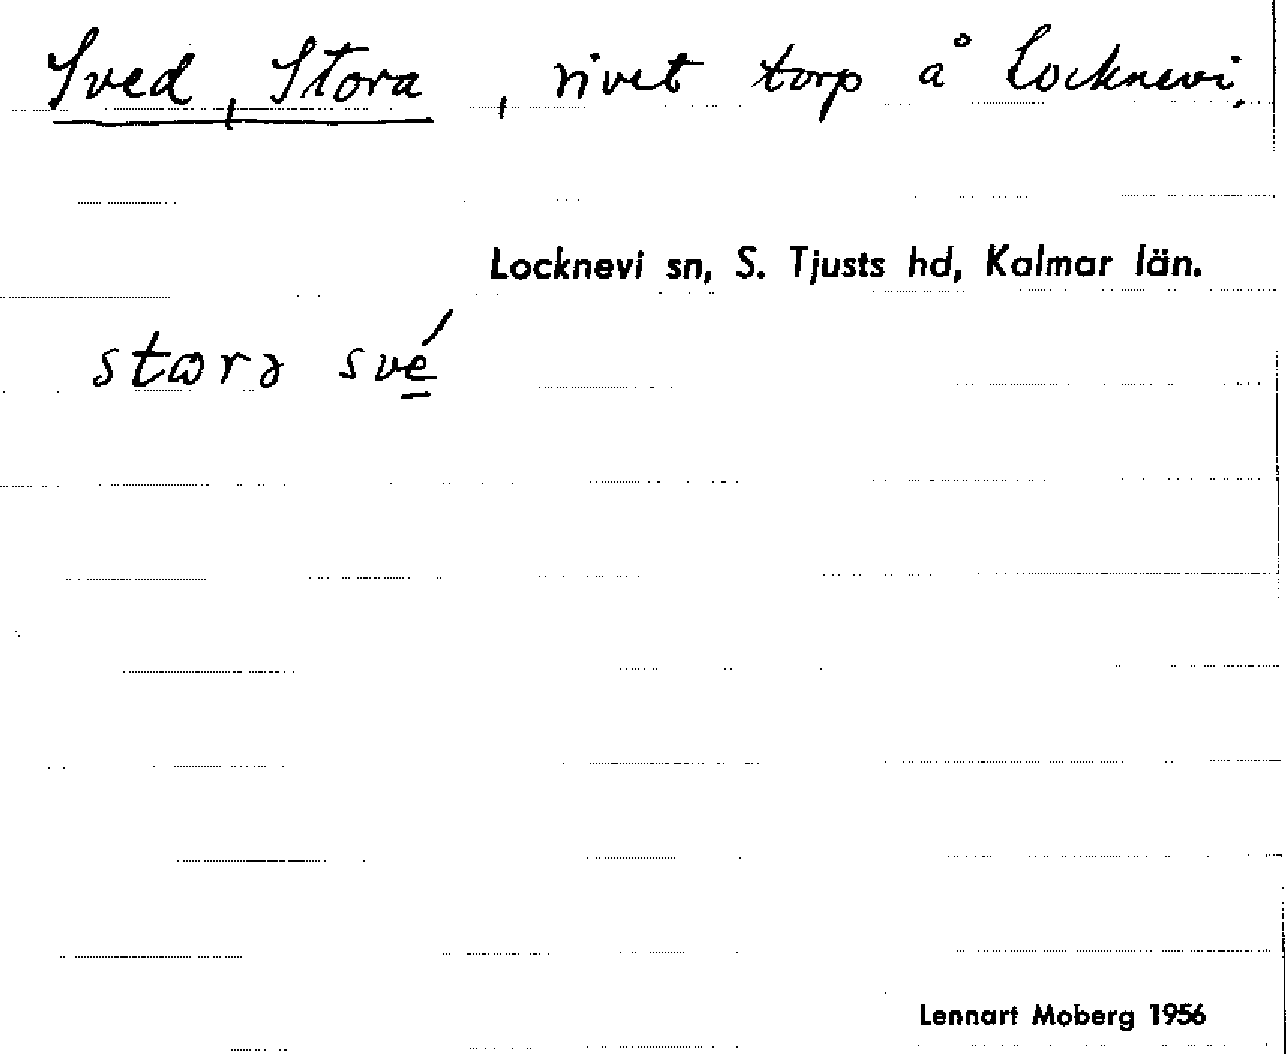 Sved, Stora, rivet torp å Locknevi.
Locknevi sn, S. Tjusts hd, Kalmar län.
stωrə své
Lennart Moberg 1956